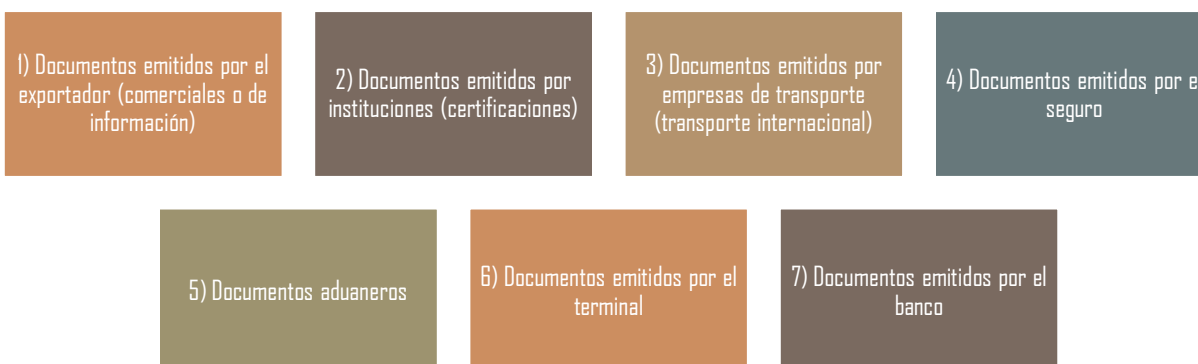 1) Documentos emitidos por el
exportador (comerciales o de
información)
2) Documentos emitidos por
instituciones (certificaciones)
3) Documentos emitidos por
empresas de transporte
(transporte internacional)
4) Documentos emitidos por e
seguro
5) Documentos aduaneros
6) Documentos emitidos por el
terminal
7) Documentos emitidos por el
banco